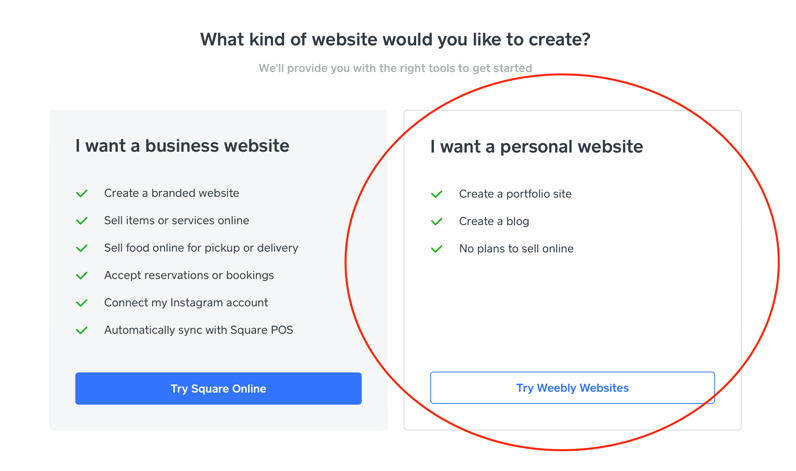 What kind of website would you like to create?
We'll provide you with the right tools to get started
I want a business website
Create a branded website
Sell items or services online
Sell food online for pickup or delivery
Accept reservations or bookings
Connect my Instagram account
Automatically sync with Square POS
Try Square Online
I want a personal website
Create a portfolio site
Create a blog
No plans to sell online
Try Weebly Websites